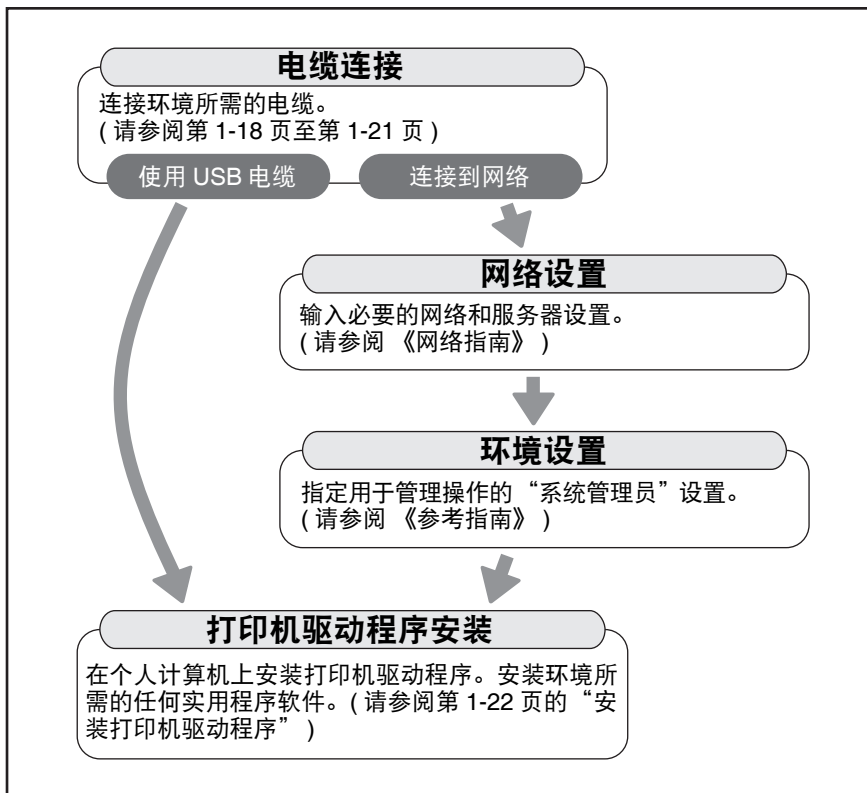 电缆连接
连接环境所需的电缆。
( 请参阅第 1-18 页至第 1-21 页 )
使用 USB 电缆
连接到网络
网络设置
输入必要的网络和服务器设置。
( 请参阅 《网络指南》 )
环境设置
指定用于管理操作的“系统管理员”设置。
( 请参阅 《参考指南》 )
打印机驱动程序安装
在个人计算机上安装打印机驱动程序。安装环境所
需的任何实用程序软件。( 请参阅第 1-22 页的“安
装打印机驱动程序” )